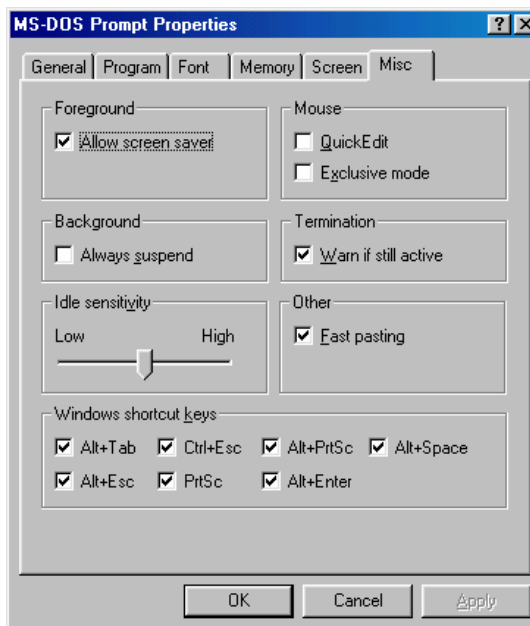 MS-DOS Prompt Properties
General Program Font Memory Screen Misc
Foreground
Allow screen saver
Mouse
QuickEdit
Exclusive mode
Background
Always suspend
Termination
Warn if still active
Idle sensitivity
Low High
Other
Fast pasting
Windows shortcut keys
Alt+Tab Ctrl+Esc Alt+PrtSc Alt+Space
Alt+Esc PrtSc Alt+Enter
OK Cancel Apply